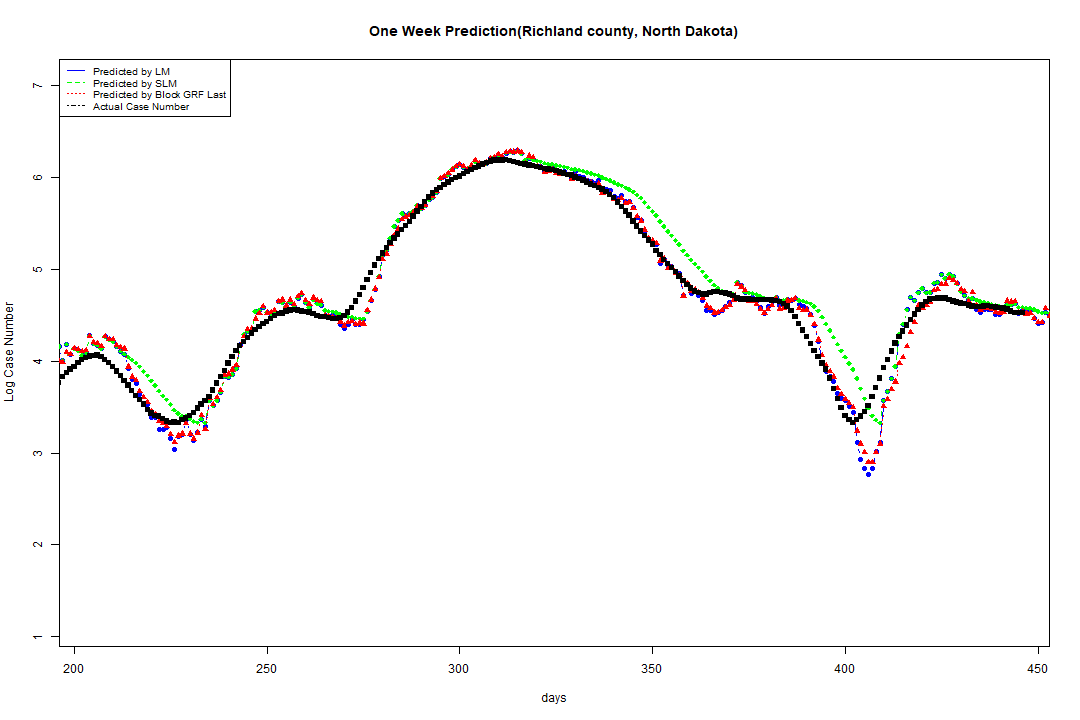 One Week Prediction(Richland county, North Dakota)
Predicted by LM
Predicted by SLM
Predicted by Block GRF Last
Actual Case Number
7
6
5
4
3
2
1
Log Case Number
200 250 300 350 400 450
days